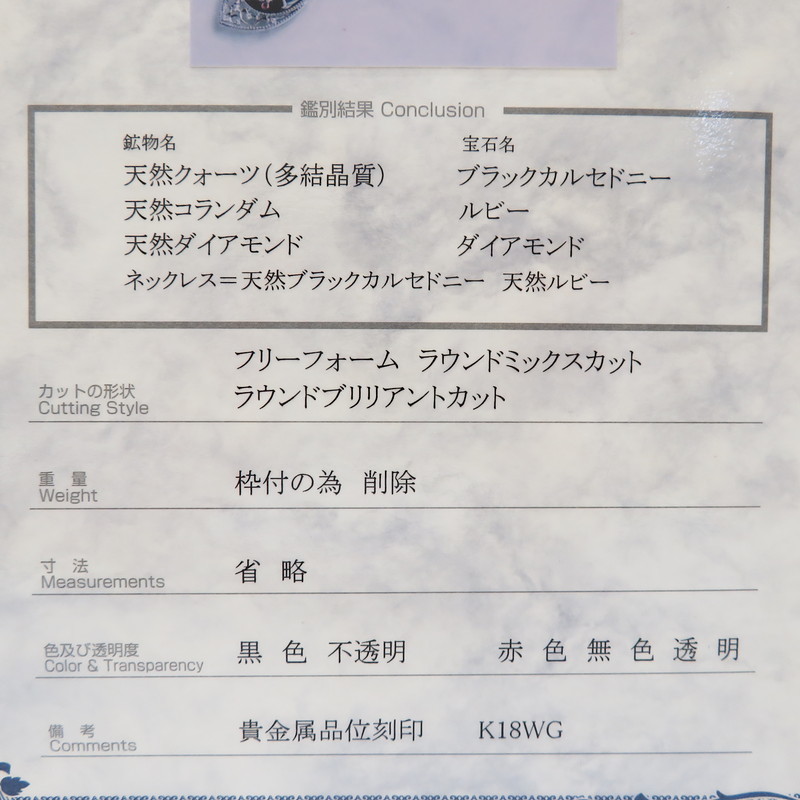 鑑別結果 Conclusion
鉱物名 宝石名
天然クォーツ(多結晶質) ブラックカルセドニー
天然コランダム ルビー
天然ダイアモンド ダイアモンド
ネックレス=天然ブラックカルセドニー 天然ルビー
フリーフォーム ラウンドミックスカット
カットの形状 ラウンドブリリアントカット
Cutting Style
重 量 枠付の為 削除
Weight
寸 法 省 略
Measurements
色及び透明度 黒 色 不透明 赤 色 無 色 透 明
Color & Transparency
備 考 貴金属品位刻印 K18WG
Comments